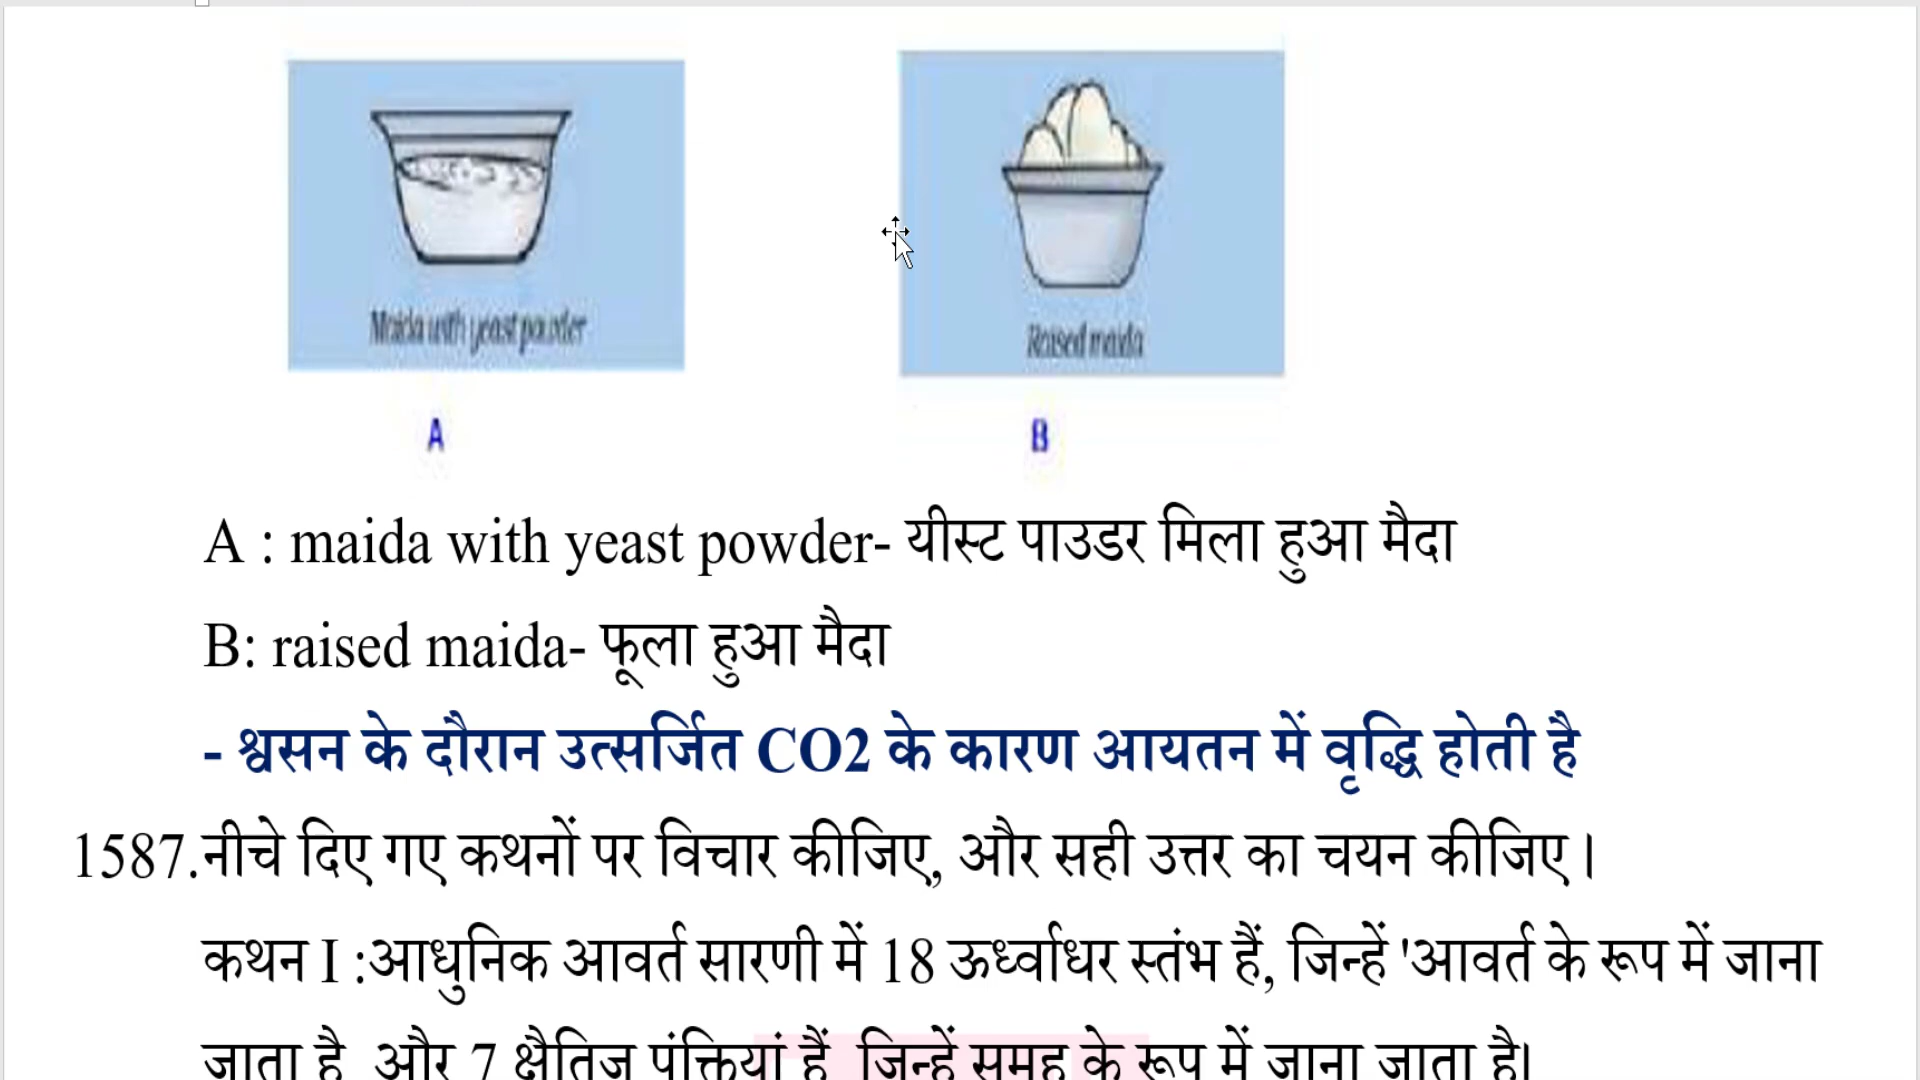 Maida with yeast powder
Raised maida
A
B
A : maida with yeast powder- यीस्ट पाउडर मिला हुआ मैदा
B: raised maida- फूला हुआ मैदा
- श्वसन के दौरान उत्सर्जित CO2 के कारण आयतन में वृद्धि होती है
1587.नीचे दिए गए कथनों पर विचार कीजिए, और सही उत्तर का चयन कीजिए।
कथन I :आधुनिक आवर्त सारणी में 18 ऊर्ध्वाधर स्तंभ हैं, जिन्हें 'आवर्त के रूप में जाना
जाता है और 7 क्षैतिज पंक्तियां हैं जिन्हें समूह के रूप में जाना जाता है।